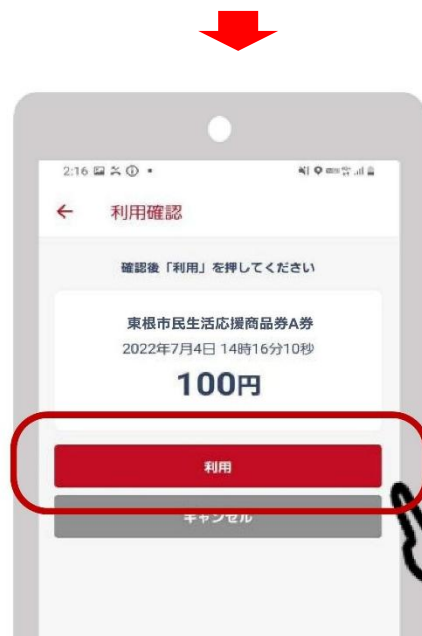 2:16
利用確認
確認後「利用」を押してください
東根市民生活応援商品券A券
2022年7月4日 14時16分10秒
100円
利用
キャンセル